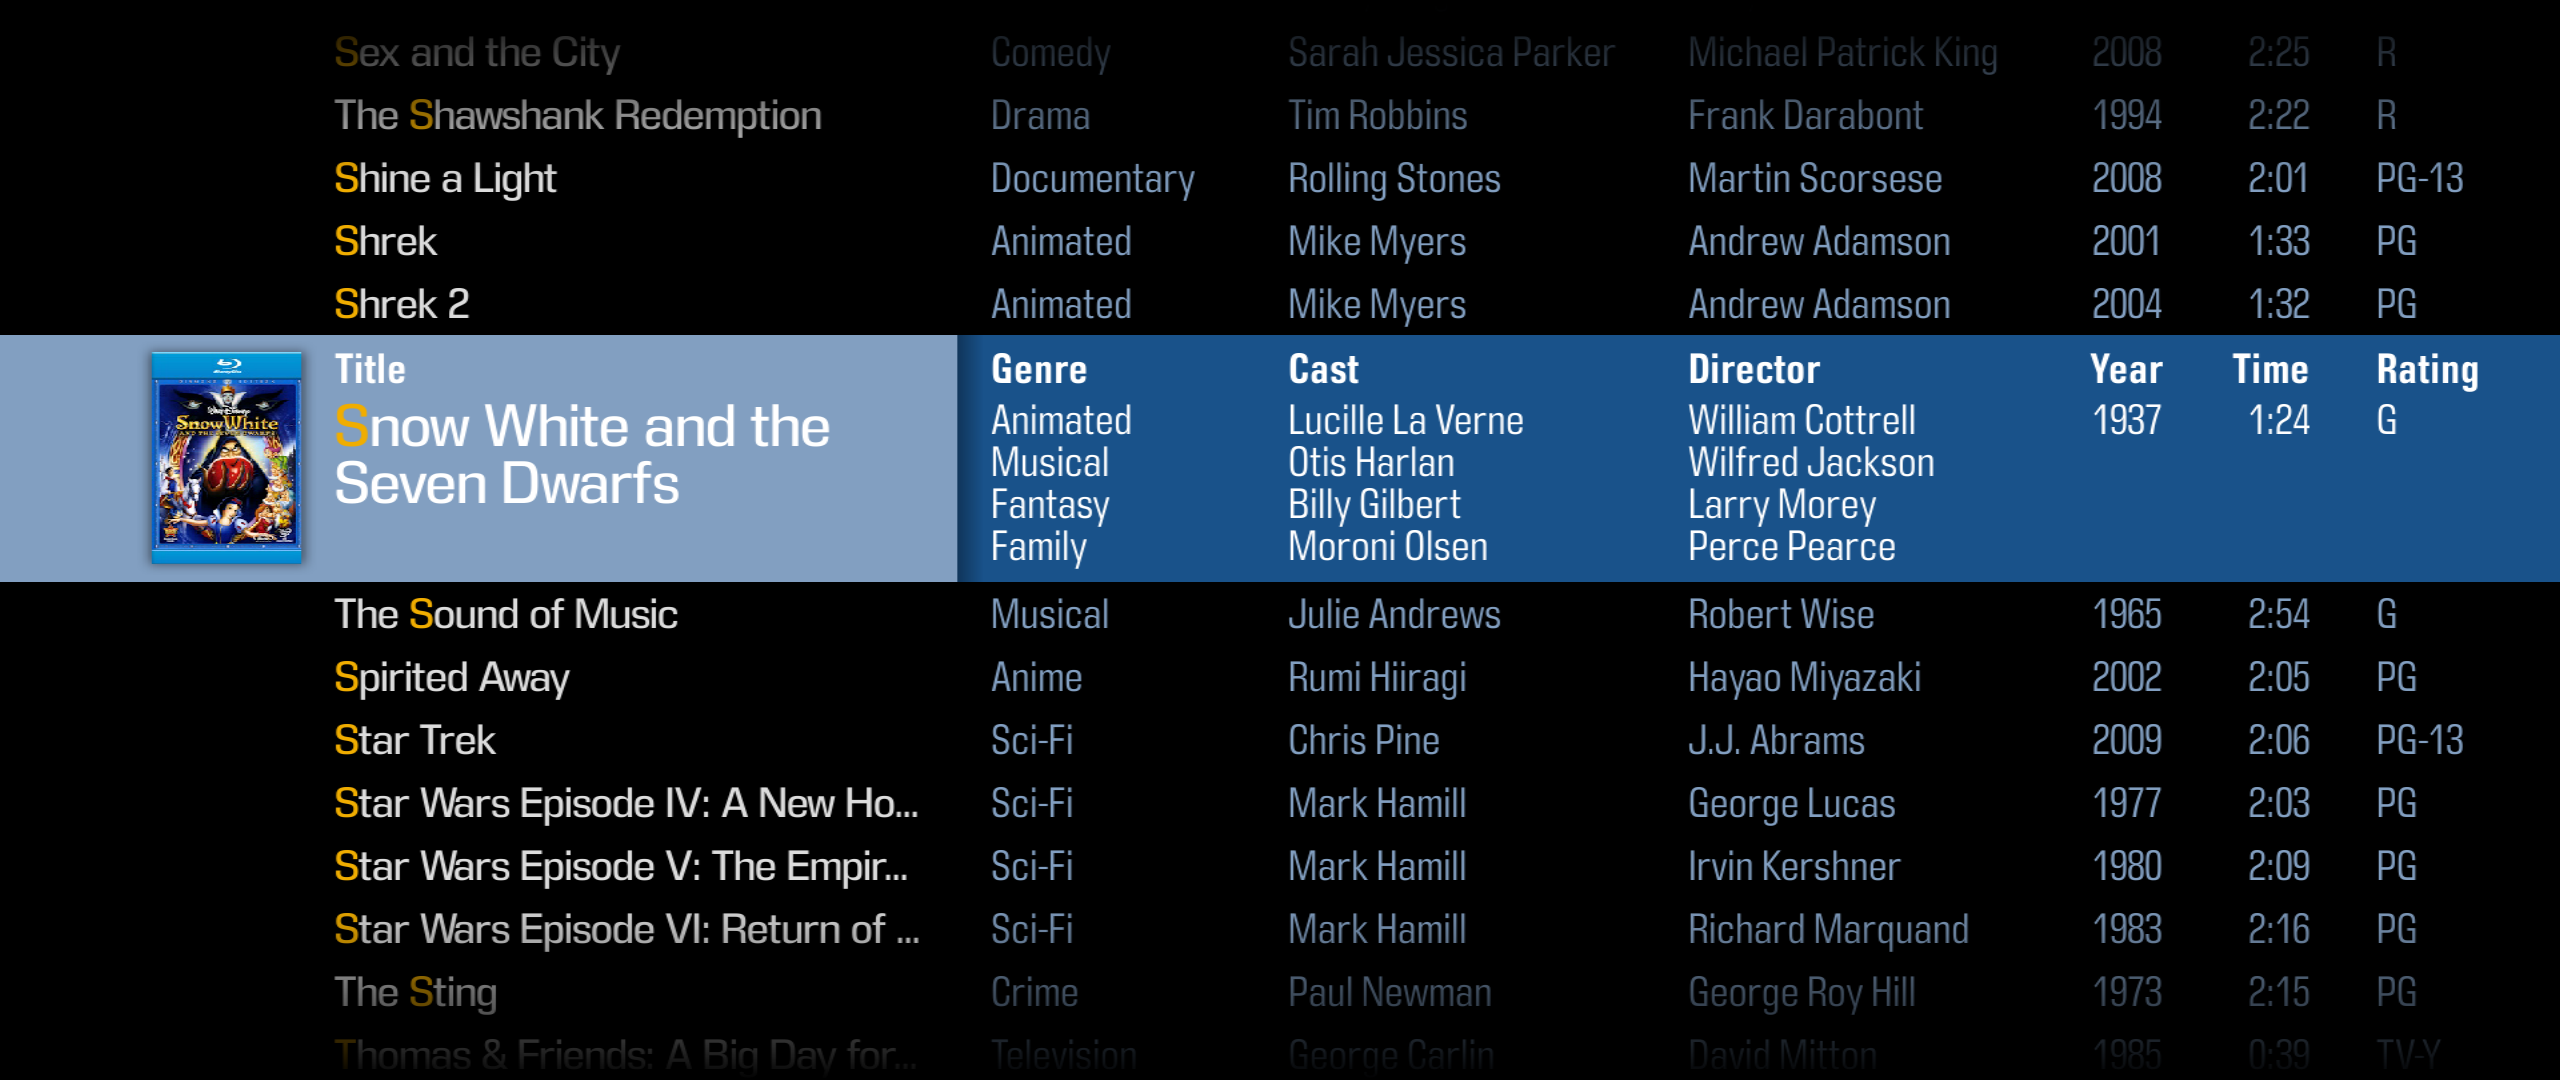 Sex and the City Comedy Sarah Jessica Parker Michael Patrick King 2008 2:25 R
The Shawshank Redemption Drama Tim Robbins Frank Darabont 1994 2:22 R
Shine a Light Documentary Rolling Stones Martin Scorsese 2008 2:01 PG-13
Shrek Animated Mike Myers Andrew Adamson 2001 1:33 PG
Shrek 2 Animated Mike Myers Andrew Adamson 2004 1:32 PG
Title Genre Cast Director Year Time Rating
Snow White and the Animated Lucille La Verne William Cottrell 1937 1:24 G
Seven Dwarfs Musical Otis Harlan Wilfred Jackson
Fantasy Billy Gilbert Larry Morey
Family Moroni Olsen Perce Pearce
Snow White
AND THE SEVEN DWARFS
The Sound of Music Musical Julie Andrews Robert Wise 1965 2:54 G
Spirited Away Anime Rumi Hiiragi Hayao Miyazaki 2002 2:05 PG
Star Trek Sci-Fi Chris Pine J.J. Abrams 2009 2:06 PG-13
Star Wars Episode IV: A New Ho... Sci-Fi Mark Hamill George Lucas 1977 2:03 PG
Star Wars Episode V: The Empir... Sci-Fi Mark Hamill Irvin Kershner 1980 2:09 PG
Star Wars Episode VI: Return of ... Sci-Fi Mark Hamill Richard Marquand 1983 2:16 PG
The Sting Crime Paul Newman George Roy Hill 1973 2:15 PG
Thomas & Friends: A Big Day for... Television George Carlin David Mitton 1985 0:39 TV-Y